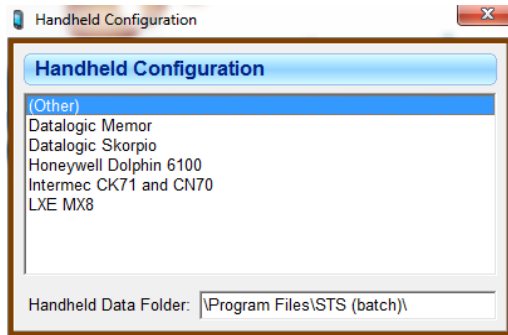 Handheld Configuration
Handheld Configuration
(Other)
Datalogic Memor
Datalogic Skorpio
Honeywell Dolphin 6100
Intermec CK71 and CN70
LXE MX8
Handheld Data Folder: \Program Files\STS (batch)\